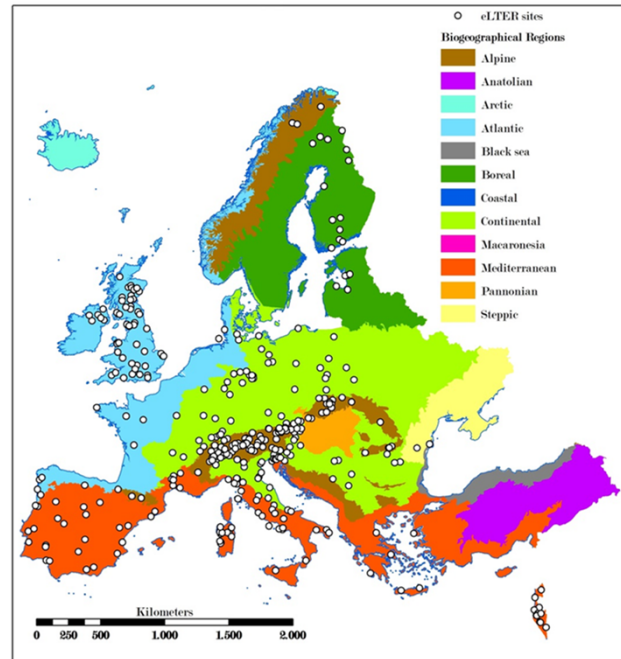 eLTER sites
Biogeographical Regions
Alpine
Anatolian
Arctic
Atlantic
Black sea
Boreal
Coastal
Continental
Macaronesia
Mediterranean
Pannonian
Steppic
Kilometers
0 250 500 1.000 1.500 2.000